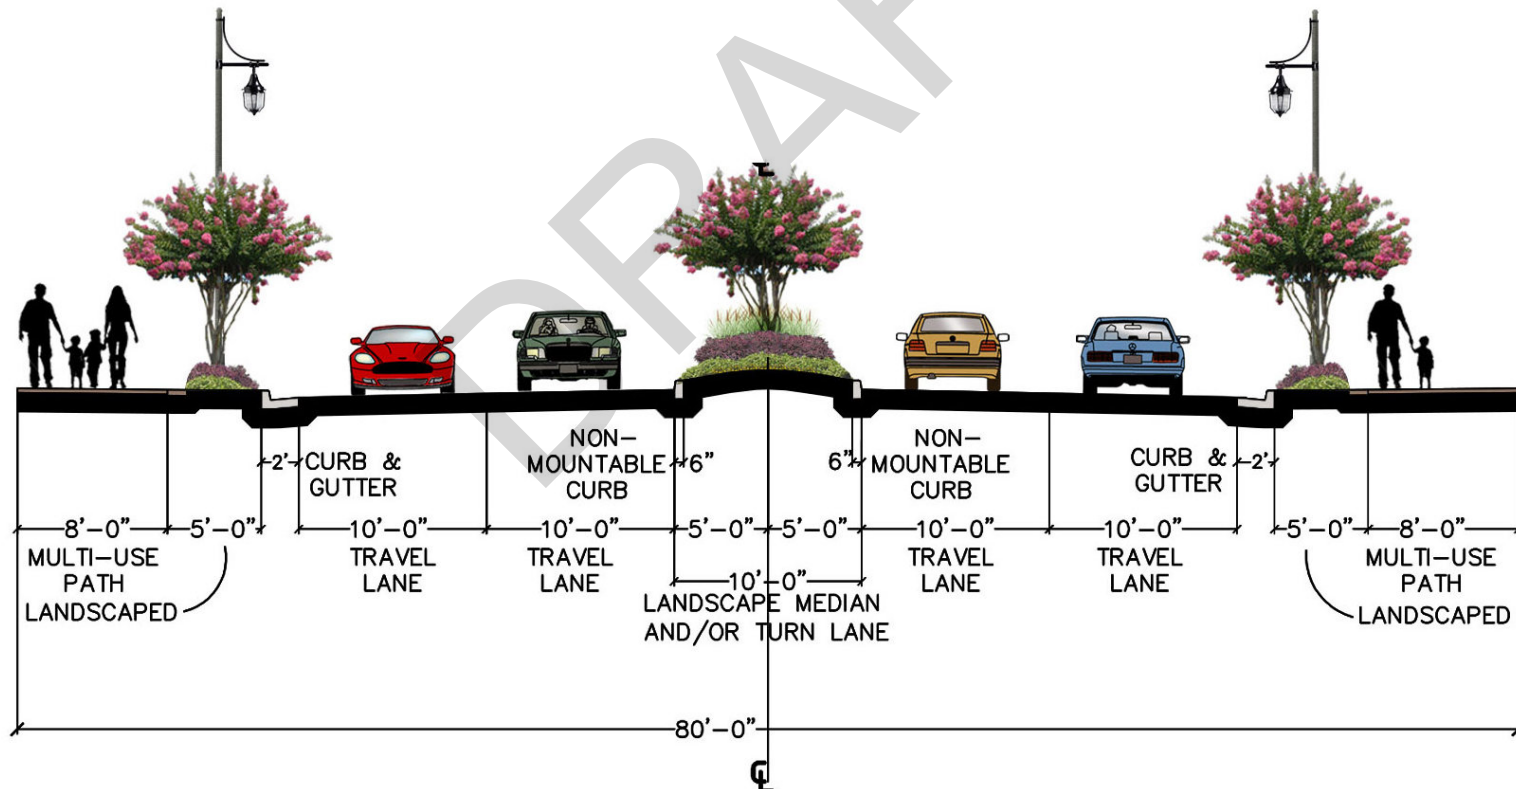 DRAF
℄
-2'- CURB &
GUTTER
NON-
MOUNTABLE
CURB
6"
6"
NON-
MOUNTABLE
CURB
CURB &
GUTTER
-2'-
8'-0" 5'-0" 10'-0" 10'-0" 5'-0" 5'-0" 10'-0" 10'-0" 5'-0" 8'-0"
MULTI-USE
PATH
LANDSCAPED
TRAVEL
LANE
TRAVEL
LANE
10'-0"
LANDSCAPE MEDIAN
AND/OR TURN LANE
TRAVEL
LANE
TRAVEL
LANE
MULTI-USE
PATH
LANDSCAPED
80'-0"
℄